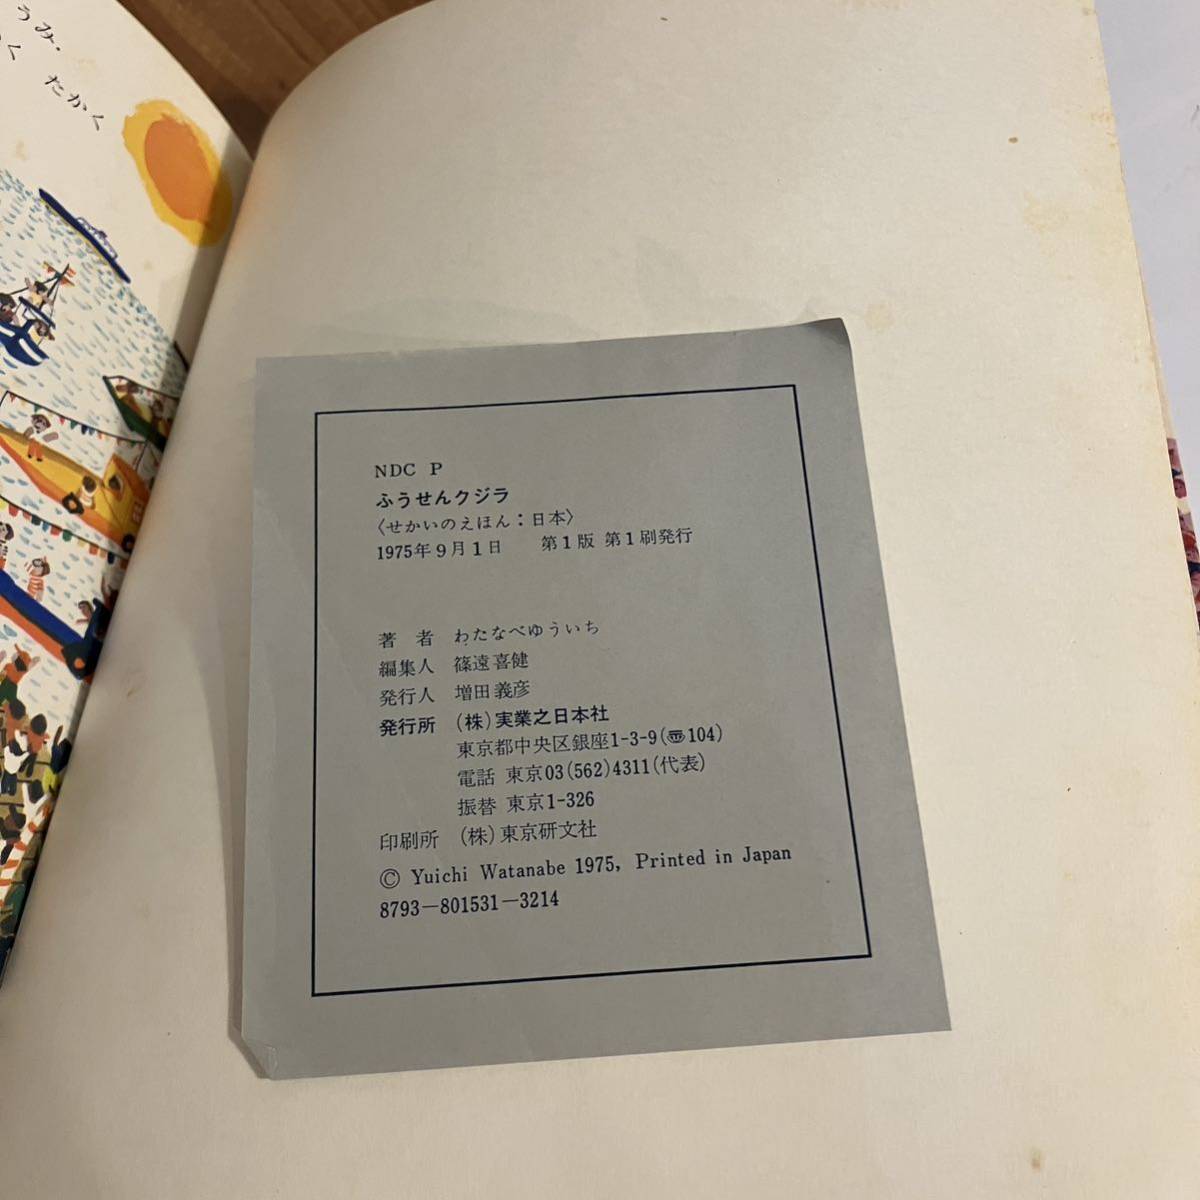 うみ・
く たかく
NDC P
ふうせんクジラ
〈せかいのえほん：日本〉
1975年9月1日 第1版 第1刷発行
著 者 わたなべゆういち
編集人 篠遠喜健
発行人 増田義彦
発行所 (株)実業之日本社
東京都中央区銀座1-3-9(〠104)
電話 東京03(562)4311(代表)
振替 東京1-326
印刷所 (株)東京研文社
© Yuichi Watanabe 1975, Printed in Japan
8793－801531－3214